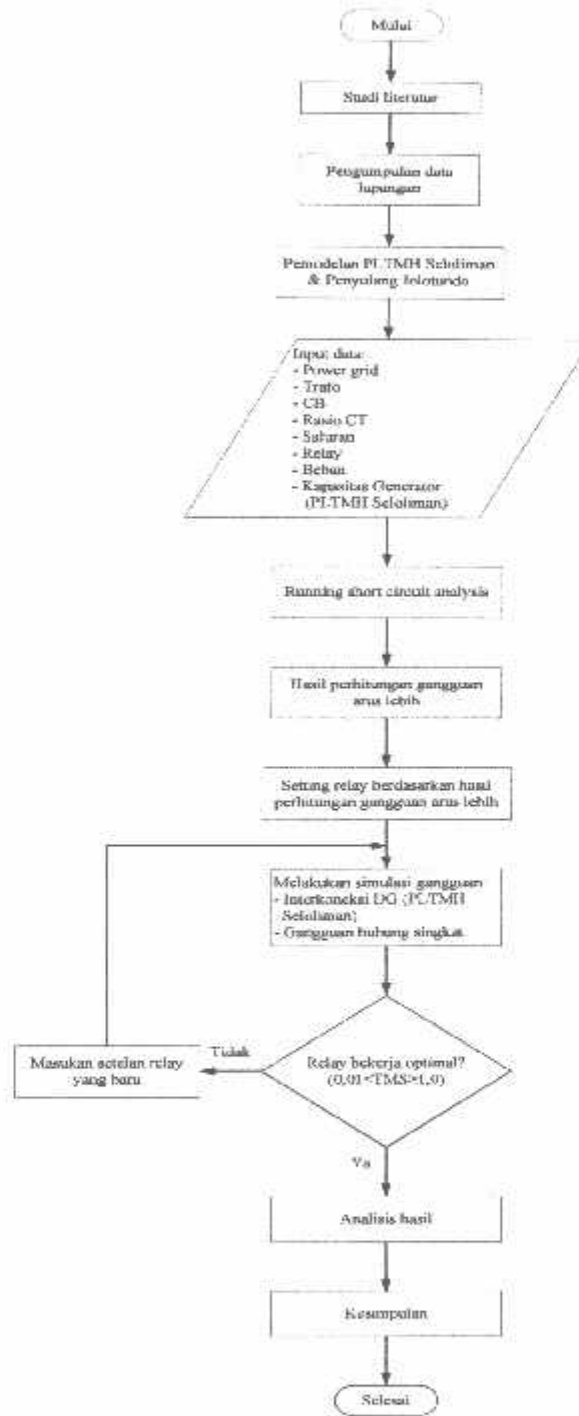 Mulai
Studi literatur
Pengumpulan data
lapangan
Pemodelan PLTMH Seloliman
& Penyulang Jolotundo
Input data
- Power grid
- Trafo
- CB
- Rasio CT
- Saluran
- Relay
- Beban
- Kapasitas Generator
(PLTMH Seloliman)
Running short circuit analysis
Hasil perhitungan gangguan
arus lebih
Setting relay berdasarkan hasil
perhitungan gangguan arus lebih
Melakukan simulasi gangguan
- Interkoneksi DG (PLTMH
Seloliman)
- Gangguan hubung singkat
Tidak
Masukan setelan relay
yang baru
Relay bekerja optimal?
(0,01<TMS>1,0)
Ya
Analisis hasil
Kesimpulan
Selesai